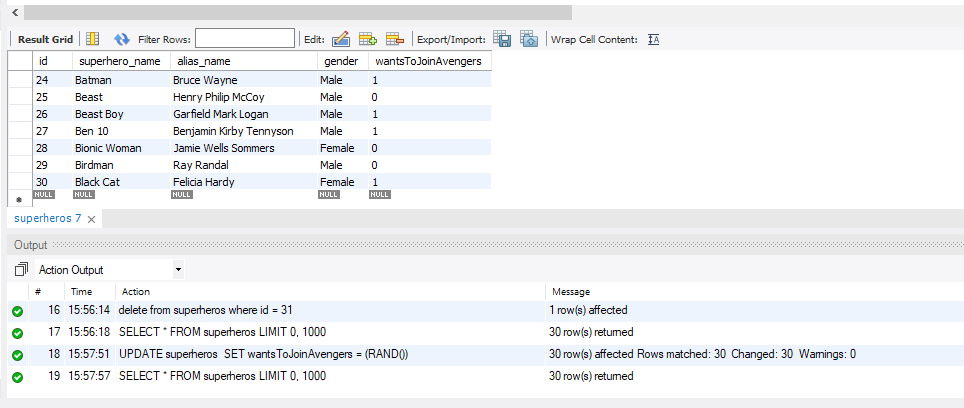 Result Grid Filter Rows: Edit: Export/Import: Wrap Cell Content:
id superhero_name alias_name gender wantsToJoinAvengers
24 Batman Bruce Wayne Male 1
25 Beast Henry Philip McCoy Male 0
26 Beast Boy Garfield Mark Logan Male 1
27 Ben 10 Benjamin Kirby Tennyson Male 1
28 Bionic Woman Jamie Wells Sommers Female 0
29 Birdman Ray Randal Male 0
30 Black Cat Felicia Hardy Female 1
NULL NULL NULL NULL NULL
superheros 7
Output
Action Output
# Time Action Message
16 15:56:14 delete from superheros where id = 31 1 row(s) affected
17 15:56:18 SELECT * FROM superheros LIMIT 0, 1000 30 row(s) returned
18 15:57:51 UPDATE superheros SET wantsToJoinAvengers = (RAND()) 30 row(s) affected Rows matched: 30 Changed: 30 Warnings: 0
19 15:57:57 SELECT * FROM superheros LIMIT 0, 1000 30 row(s) returned